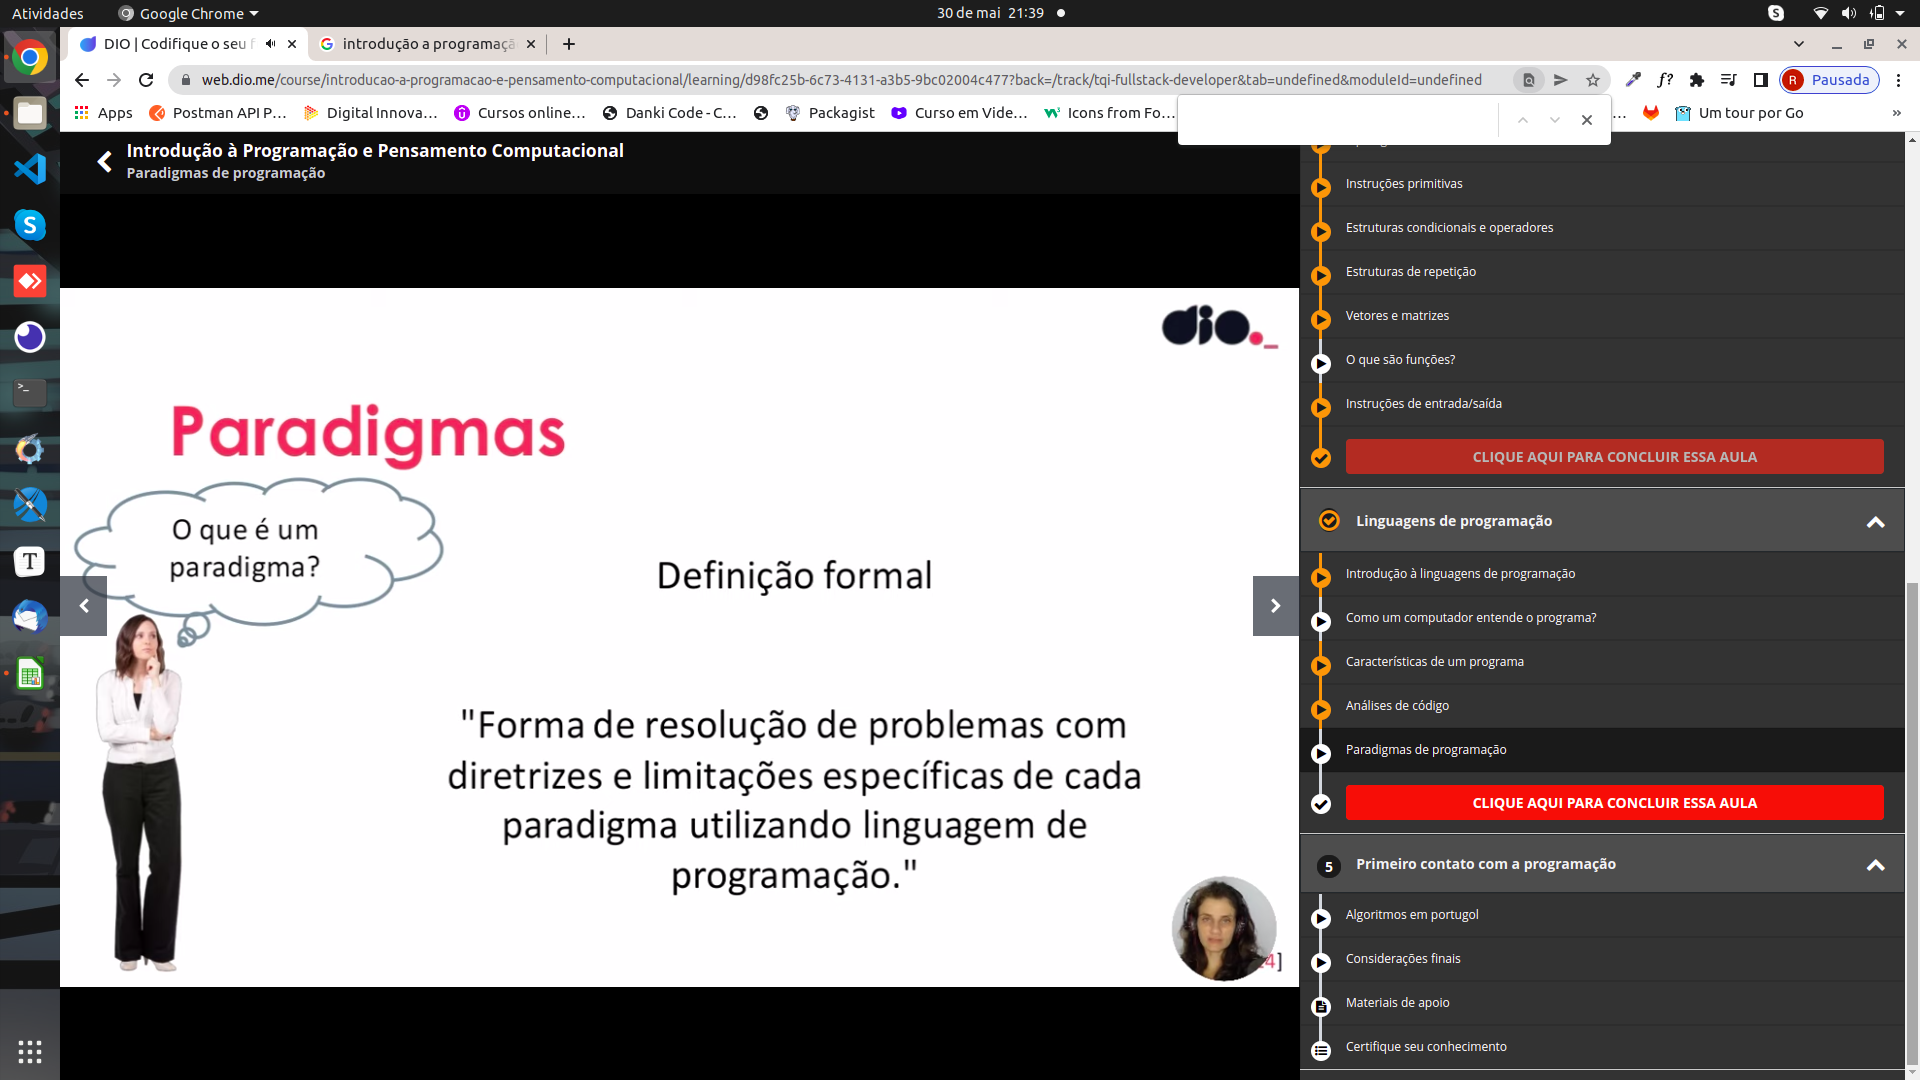 Atividades
Google Chrome
30 de mai 21:39
DIO | Codifique o seu f
introdução a programaçã
web.dio.me/course/introducao-a-programacao-e-pensamento-computacional/learning/d98fc25b-6c73-4131-a3b5-9bc02004c477?back=/track/tqi-fullstack-developer&tab=undefined&moduleId=undefined
f?
R
Pausada
Apps
Postman API P...
Digital Innova...
Cursos online...
Danki Code - C...
Packagist
Curso em Vide...
Icons from Fo...
...
Um tour por Go
»
Introdução à Programação e Pensamento Computacional
Paradigmas de programação
dio
Paradigmas
O que é um
paradigma?
Definição formal
"Forma de resolução de problemas com
diretrizes e limitações específicas de cada
paradigma utilizando linguagem de
programação."
4]
Instruções primitivas
Estruturas condicionais e operadores
Estruturas de repetição
Vetores e matrizes
O que são funções?
Instruções de entrada/saída
CLIQUE AQUI PARA CONCLUIR ESSA AULA
Linguagens de programação
Introdução à linguagens de programação
Como um computador entende o programa?
Características de um programa
Análises de código
Paradigmas de programação
CLIQUE AQUI PARA CONCLUIR ESSA AULA
5
Primeiro contato com a programação
Algoritmos em portugol
Considerações finais
Materiais de apoio
Certifique seu conhecimento